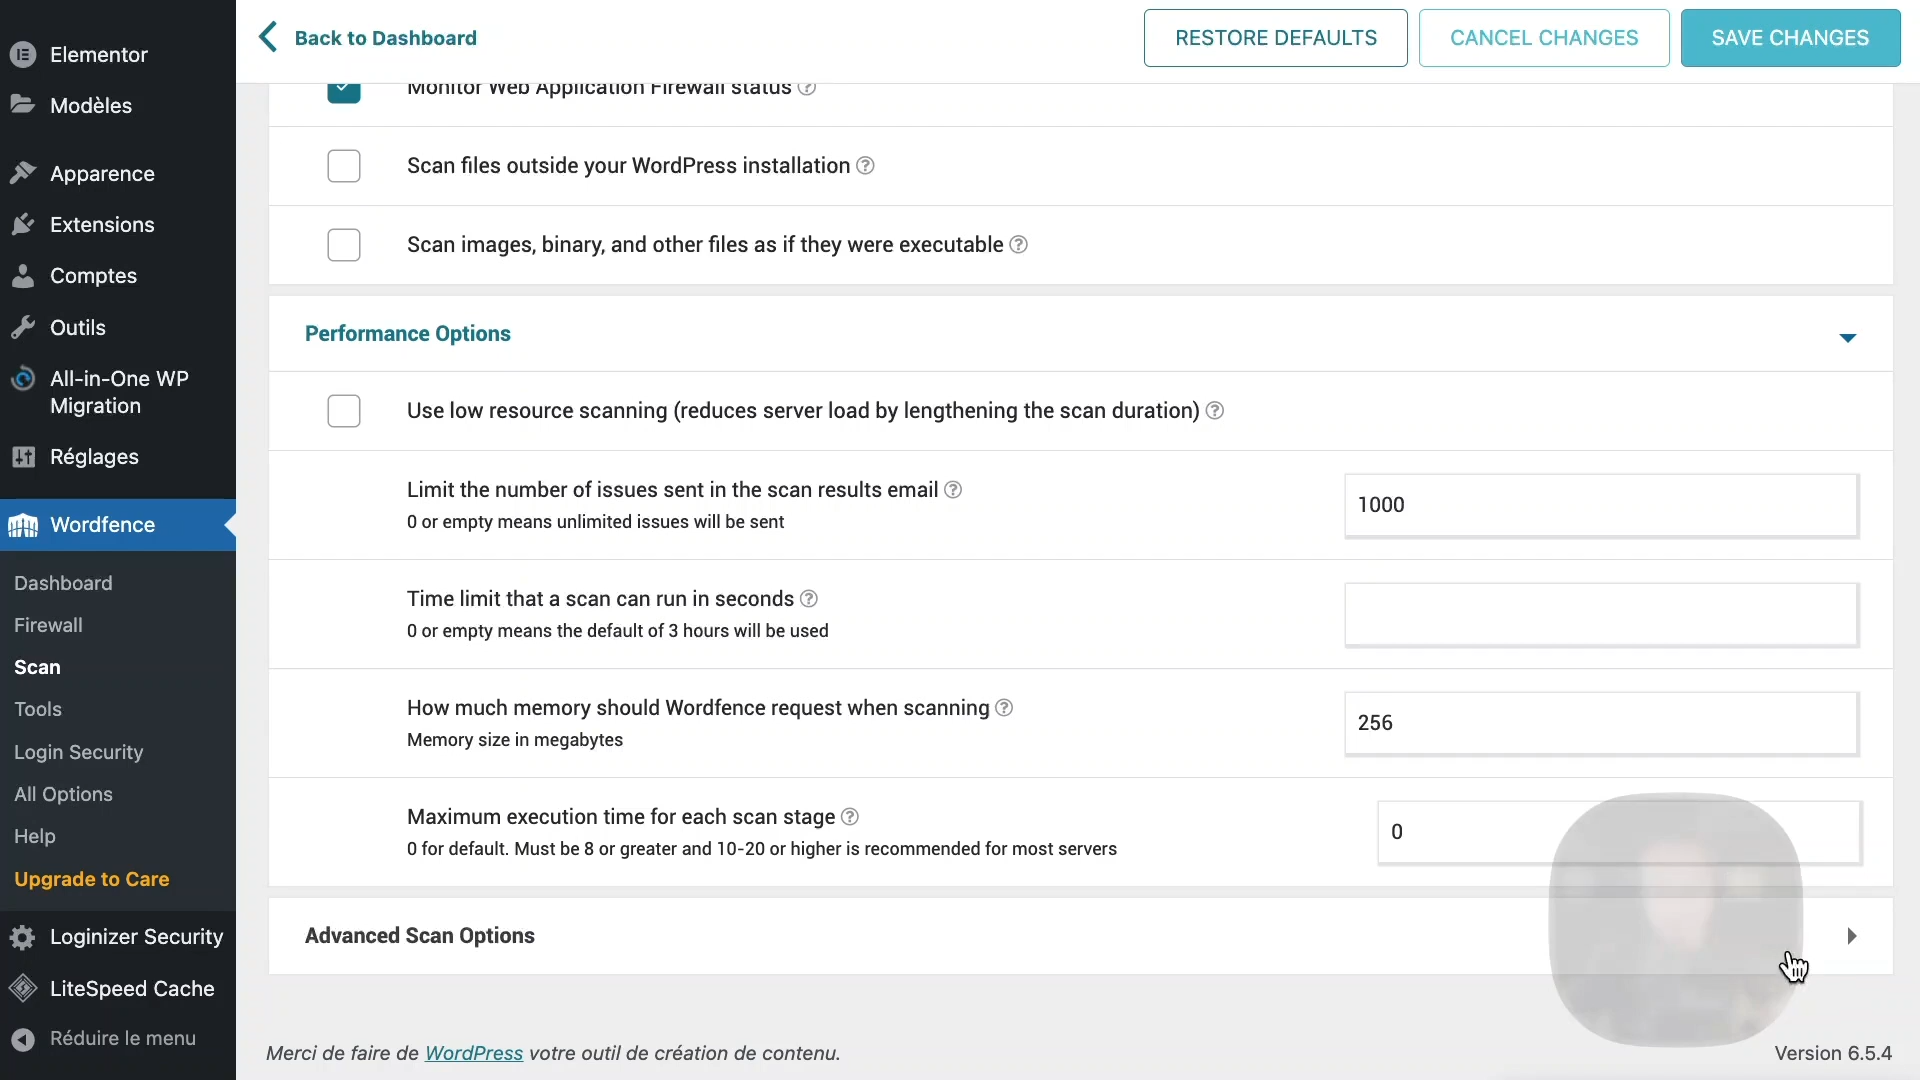 Elementor
Modèles
Apparence
Extensions
Comptes
Outils
All-in-One WP
Migration
Réglages
Wordfence
Dashboard
Firewall
Scan
Tools
Login Security
All Options
Help
Upgrade to Care
Loginizer Security
LiteSpeed Cache
Réduire le menu
Back to Dashboard
RESTORE DEFAULTS
CANCEL CHANGES
SAVE CHANGES
Monitor Web Application Firewall status
Scan files outside your WordPress installation
Scan images, binary, and other files as if they were executable
Performance Options
Use low resource scanning (reduces server load by lengthening the scan duration)
Limit the number of issues sent in the scan results email
0 or empty means unlimited issues will be sent
1000
Time limit that a scan can run in seconds
0 or empty means the default of 3 hours will be used
How much memory should Wordfence request when scanning
Memory size in megabytes
256
Maximum execution time for each scan stage
0 for default. Must be 8 or greater and 10-20 or higher is recommended for most servers
0
Advanced Scan Options
Merci de faire de WordPress votre outil de création de contenu.
Version 6.5.4